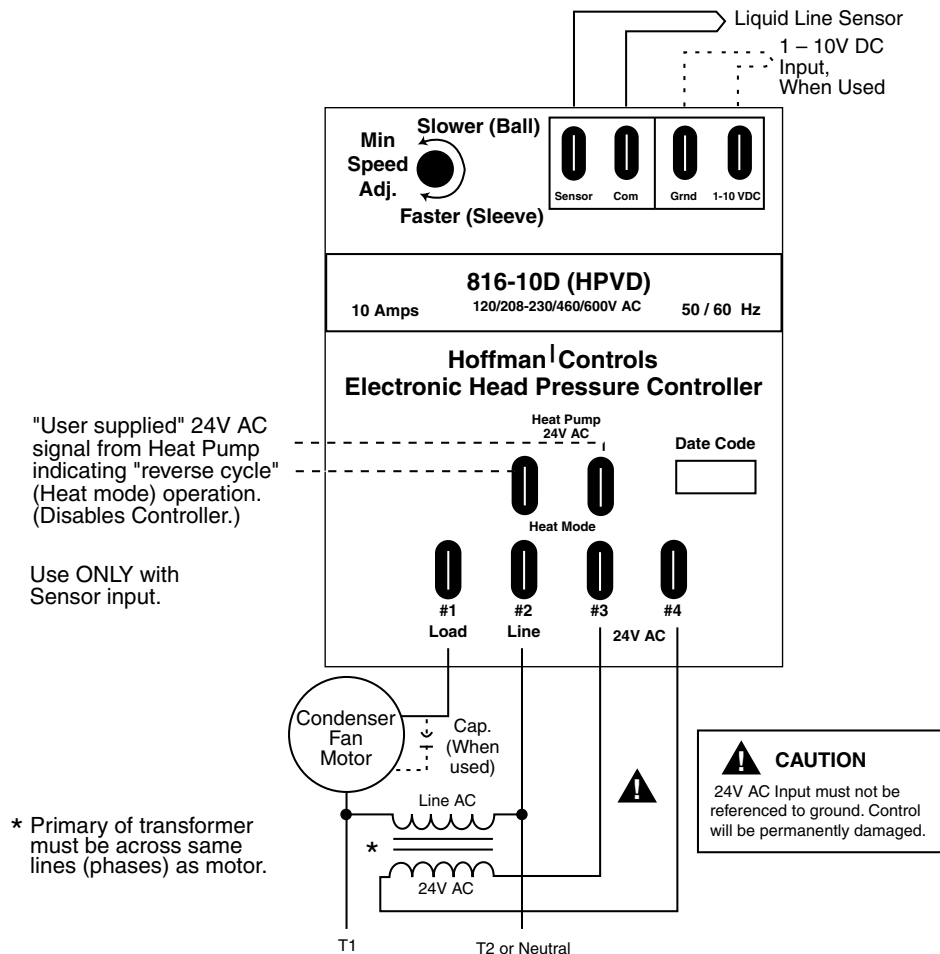 Liquid Line Sensor
1 – 10V DC
Input,
When Used
Slower (Ball)
Min
Speed
Adj.
Faster (Sleeve)
Sensor
Com
Grnd
1-10 VDC
816-10D (HPVD)
10 Amps
120/208-230/460/600V AC
50 / 60 Hz
Hoffman Controls
Electronic Head Pressure Controller
"User supplied" 24V AC
signal from Heat Pump
indicating "reverse cycle"
(Heat mode) operation.
(Disables Controller.)
Heat Pump
24V AC
Date Code
Heat Mode
Use ONLY with
Sensor input.
#1
Load
#2
Line
#3
#4
24V AC
Condenser
Fan
Motor
Cap.
(When
used)
CAUTION
24V AC Input must not be
referenced to ground. Control
will be permanently damaged.
Line AC
* Primary of transformer
must be across same
lines (phases) as motor.
*
24V AC
T1
T2 or Neutral